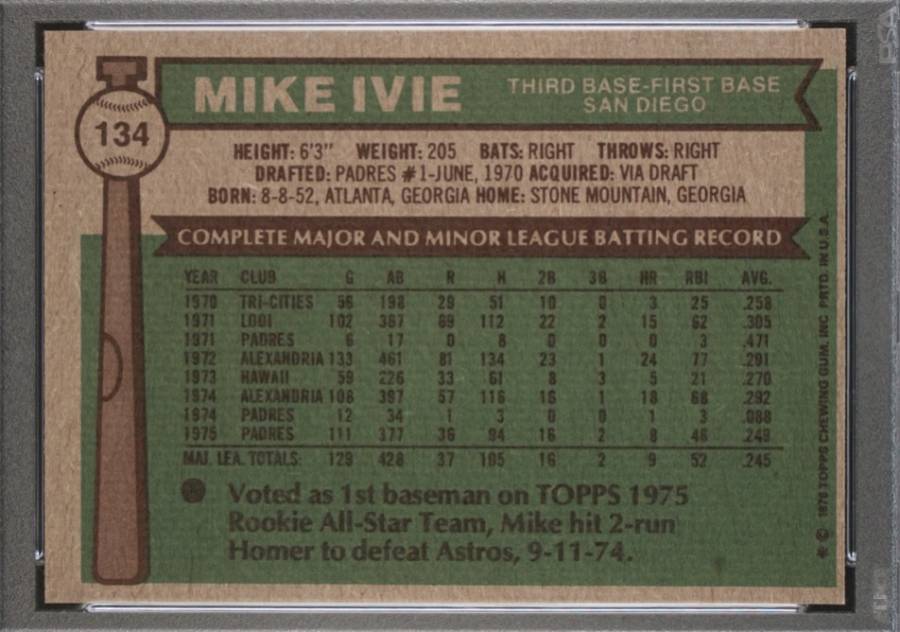 134
MIKE IVIE
THIRD BASE-FIRST BASE
SAN DIEGO
HEIGHT: 6'3" WEIGHT: 205 BATS: RIGHT THROWS: RIGHT
DRAFTED: PADRES #1-JUNE, 1970 ACQUIRED: VIA DRAFT
BORN: 8-8-52, ATLANTA, GEORGIA HOME: STONE MOUNTAIN, GEORGIA
COMPLETE MAJOR AND MINOR LEAGUE BATTING RECORD
YEAR CLUB G AB R H 2B 3B HR RBI AVG.
1970 TRI-CITIES 56 198 29 51 10 0 3 25 .258
1971 LODI 102 367 69 112 22 2 15 62 .305
1971 PADRES 6 17 0 8 0 0 0 3 .471
1972 ALEXANDRIA 133 461 81 134 23 1 24 77 .291
1973 HAWAII 59 226 33 61 8 3 5 21 .270
1974 ALEXANDRIA 106 397 57 116 16 1 18 68 .292
1974 PADRES 12 34 1 3 0 0 1 3 .088
1975 PADRES 111 377 36 94 16 2 8 46 .249
MAJ. LEA. TOTALS: 129 428 37 105 16 2 9 52 .245
Voted as 1st baseman on TOPPS 1975
Rookie All-Star Team, Mike hit 2-run
Homer to defeat Astros, 9-11-74.
* © 1976 TOPPS CHEWING GUM, INC. PRTD. IN U.S.A.
PSA